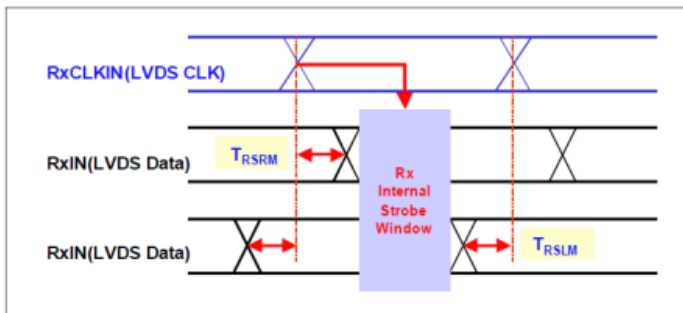 RxCLKIN(LVDS CLK)
RxIN(LVDS Data)
TRSRM
Rx
Internal
Strobe
Window
RxIN(LVDS Data)
TRSLM